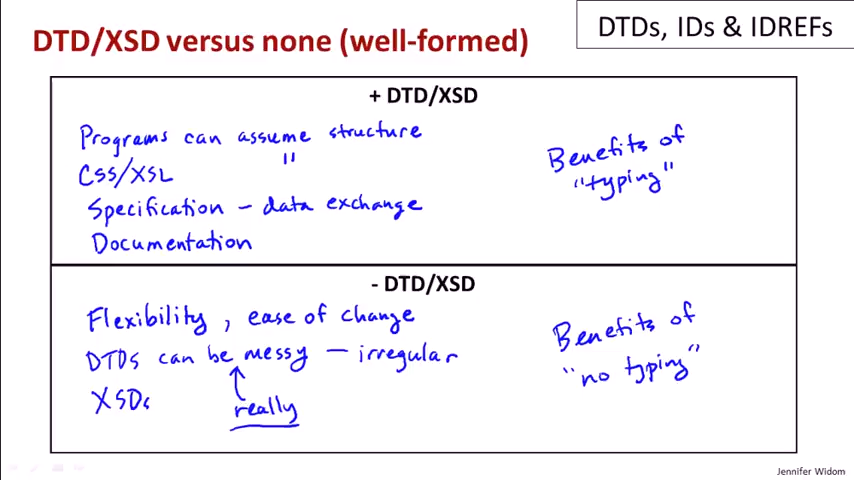 DTDs, IDs & IDREFs
DTD/XSD versus none (well-formed)
+ DTD/XSD
Programs can assume structure
CSS/XSL "
Specification - data exchange
Documentation
Benefits of
"typing"
- DTD/XSD
Flexibility, ease of change
DTDs can be messy - irregular
XSDs
really
Benefits of
"no typing"
Jennifer Widom